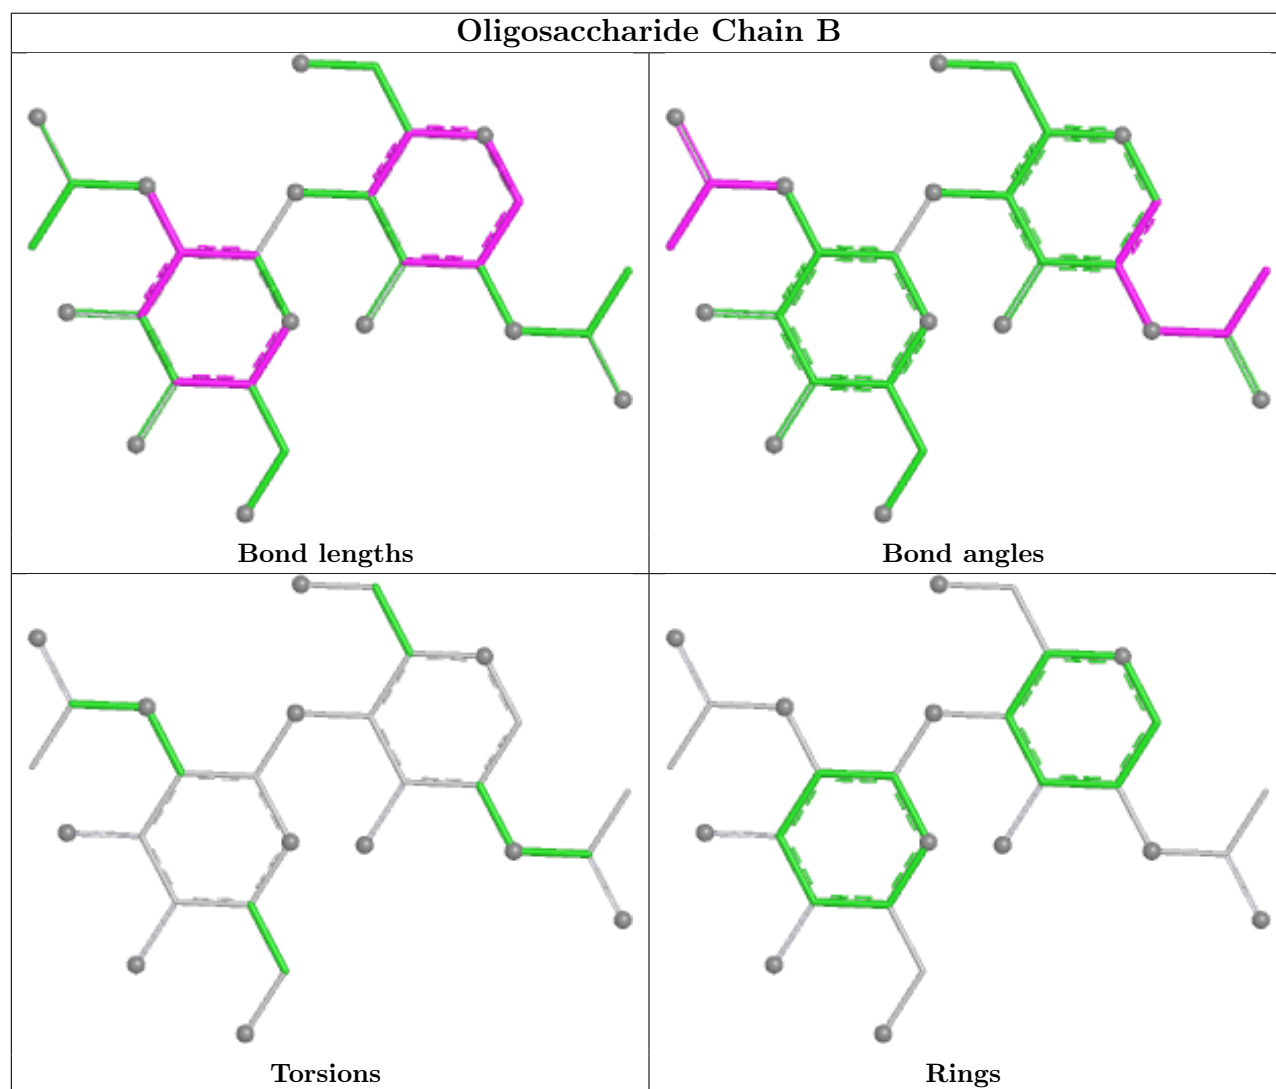 Oligosaccharide Chain B
Bond lengths
Bond angles
Torsions
Rings